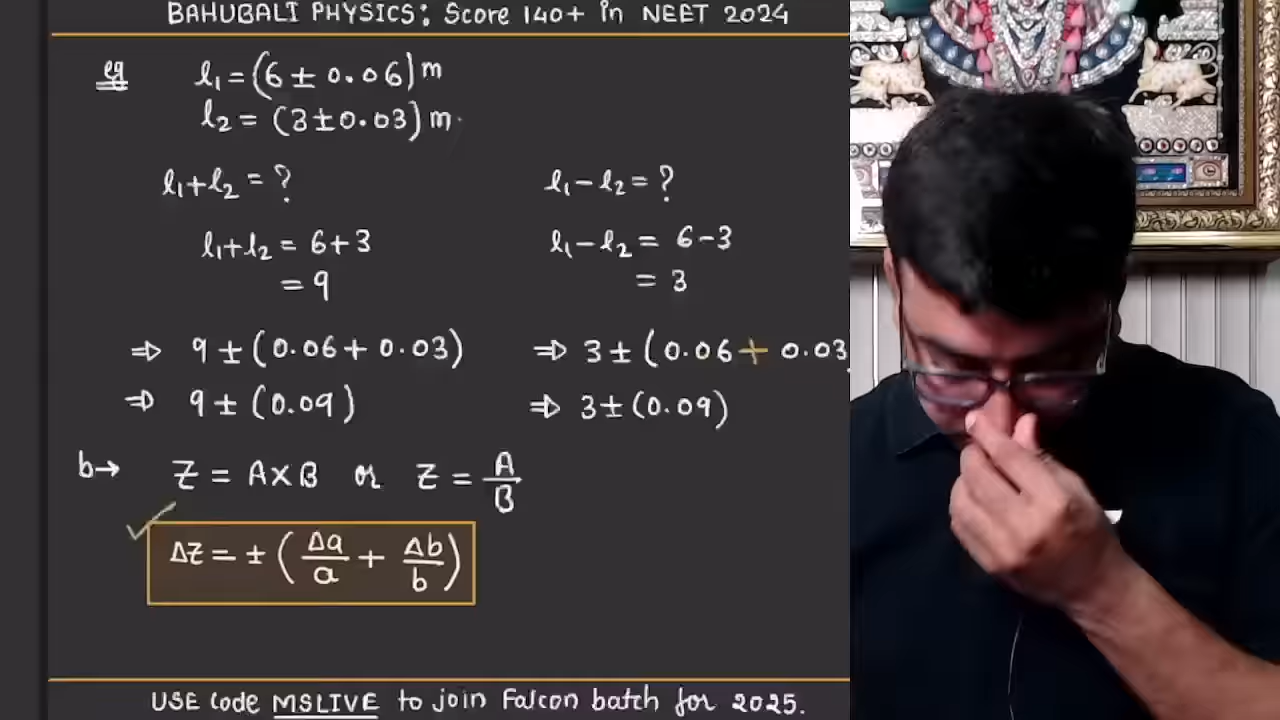 BAHUBALI PHYSICS: Score 140+ in NEET 2024
eg l₁ = (6 ± 0.06) m
l₂ = (3 ± 0.03) m.
l₁+l₂ = ?
l₁+l₂ = 6+3
= 9
⇒ 9 ± (0.06 + 0.03)
⇒ 9 ± (0.09)
l₁-l₂ = ?
l₁-l₂ = 6-3
= 3
⇒ 3 ± (0.06 + 0.03
⇒ 3 ± (0.09)
b→ Z = A×B or Z = A/B
ΔZ = ± (Δa/a + Δb/b)
USE Code MSLIVE to join Falcon batch for 2025.